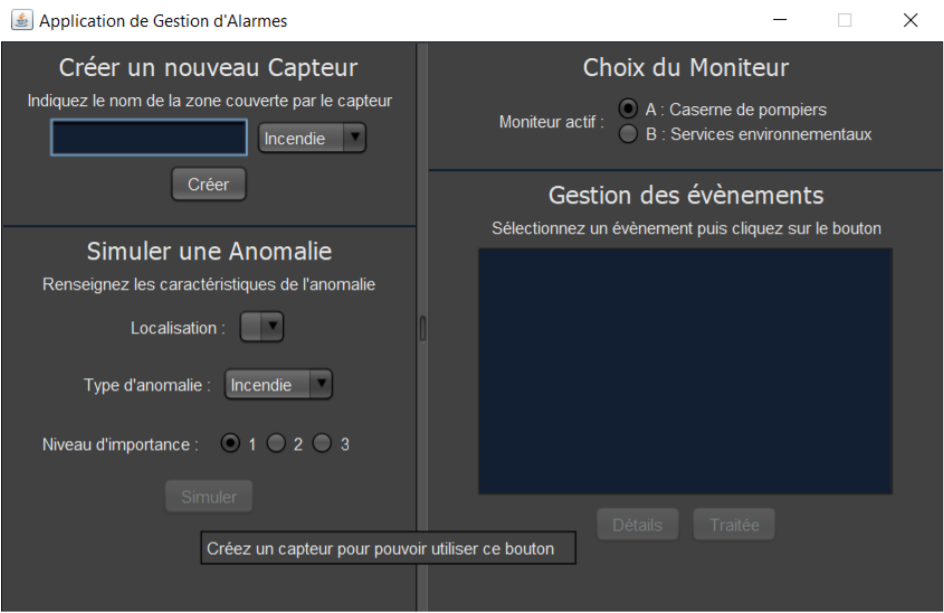 Application de Gestion d'Alarmes
Créer un nouveau Capteur
Indiquez le nom de la zone couverte par le capteur
Incendie
Créer
Simuler une Anomalie
Renseignez les caractéristiques de l'anomalie
Localisation :
Type d'anomalie : Incendie
Niveau d'importance : 1 2 3
Simuler
Créez un capteur pour pouvoir utiliser ce bouton
Choix du Moniteur
Moniteur actif : A : Caserne de pompiers
B : Services environnementaux
Gestion des évènements
Sélectionnez un évènement puis cliquez sur le bouton
Détails Traitée